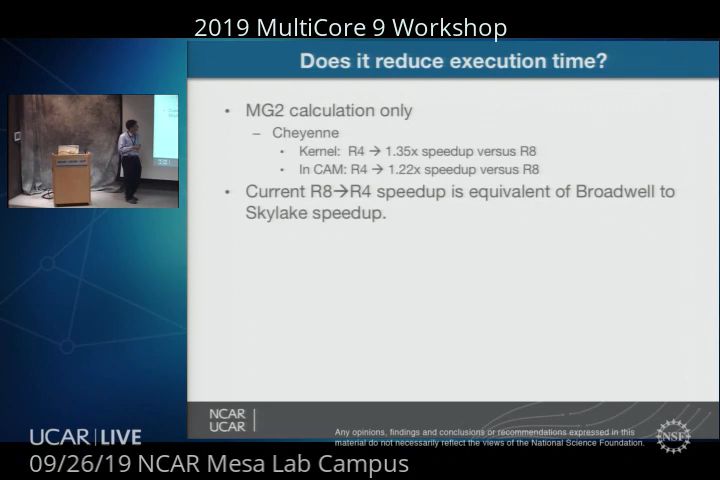 2019 MultiCore 9 Workshop
Does it reduce execution time?
• MG2 calculation only
– Cheyenne
• Kernel: R4 → 1.35x speedup versus R8
• In CAM: R4 → 1.22x speedup versus R8
• Current R8→R4 speedup is equivalent of Broadwell to
Skylake speedup.
NCAR
UCAR
Any opinions, findings and conclusions or recommendations expressed in this
material do not necessarily reflect the views of the National Science Foundation.
NSF
UCAR|LIVE
09/26/19 NCAR Mesa Lab Campus